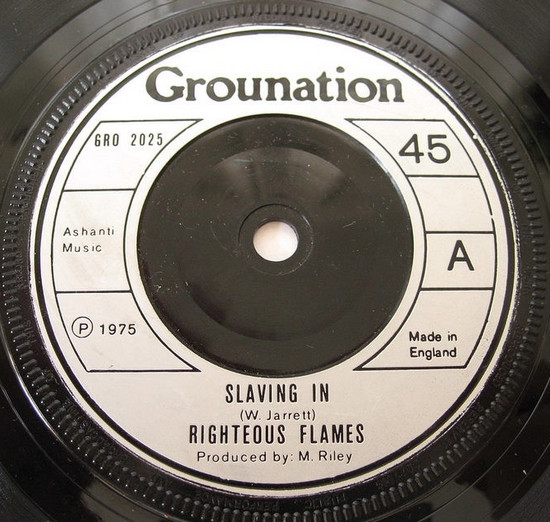 Grounation
GRO 2025
45
Ashanti
Music
A
℗ 1975
Made in
England
SLAVING IN
(W. Jarrett)
RIGHTEOUS FLAMES
Produced by: M. Riley